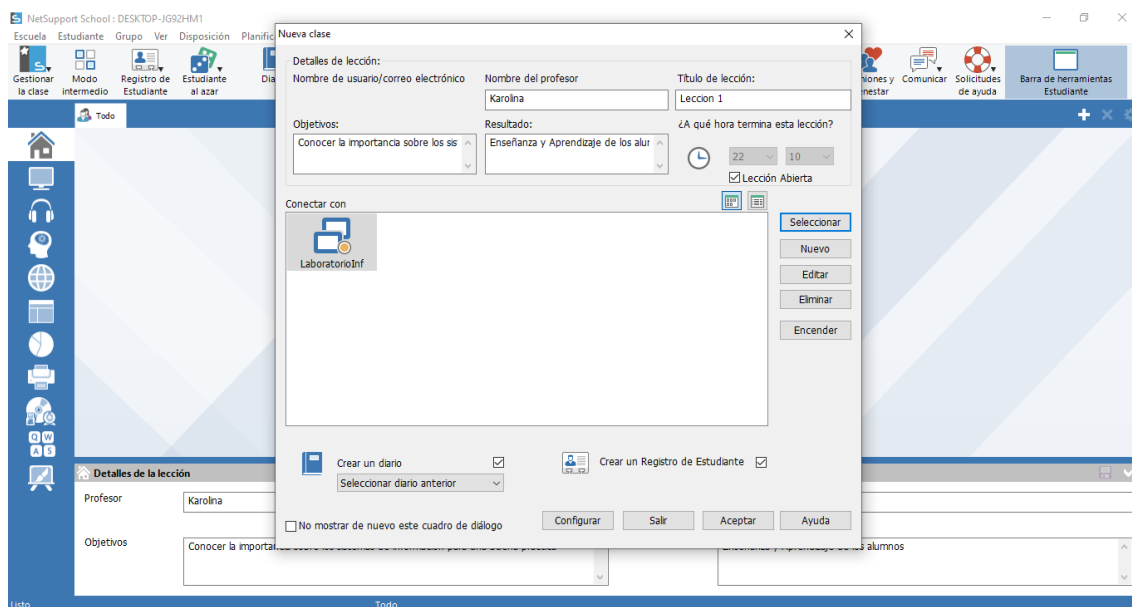 NetSupport School : DESKTOP-JG92HM1
Escuela Estudiante Grupo Ver Disposición Planific
Gestionar la clase
Modo intermedio
Registro de Estudiante
Estudiante al azar
Dia
Comunicar
Solicitudes de ayuda
Barra de herramientas Estudiante
Todo
Nueva clase
Detalles de lección:
Nombre de usuario/correo electrónico
Nombre del profesor
Título de lección:
Karolina
Leccion 1
Objetivos:
Resultado:
¿A qué hora termina esta lección?
Conocer la importancia sobre los sis
Enseñanza y Aprendizaje de los alur
22
10
Lección Abierta
Conectar con
LaboratorioInf
Seleccionar
Nuevo
Editar
Eliminar
Encender
Crear un diario
Crear un Registro de Estudiante
Seleccionar diario anterior
No mostrar de nuevo este cuadro de diálogo
Configurar
Salir
Aceptar
Ayuda
Q W
A S
Detalles de la lección
Profesor
Karolina
Objetivos
Conocer la importancia sobre los sistemas de información para una buena práctica
Enseñanza y Aprendizaje de los alumnos
Listo
Todo